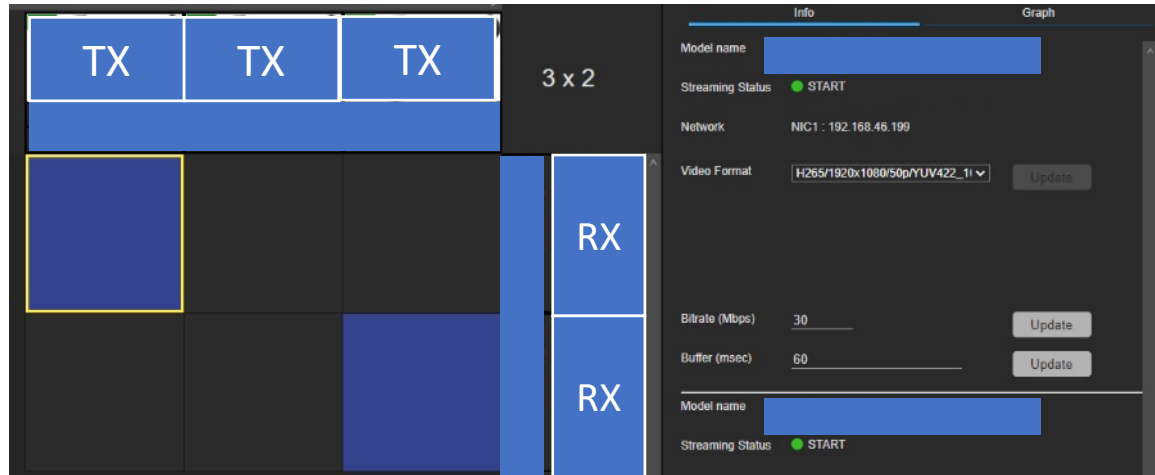 Info Graph
TX TX TX
3 x 2
Model name
Streaming Status START
Network NIC1 : 192.168.46.199
Video Format H265/1920x1080/50p/YUV422_1 Update
RX
Bitrate (Mbps) 30 Update
Buffer (msec) 60 Update
RX
Model name
Streaming Status START